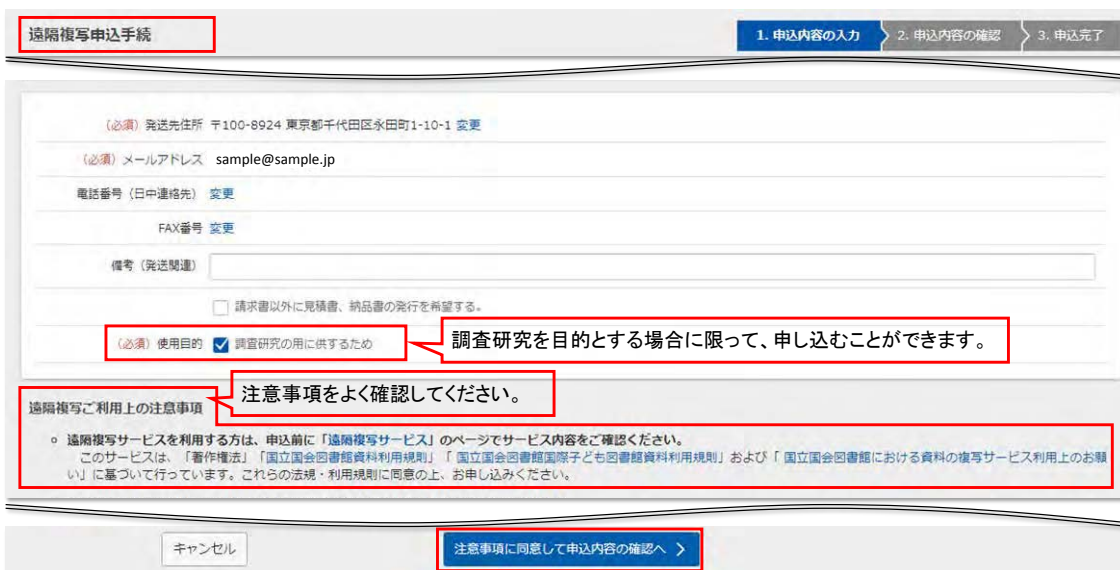 遠隔複写申込手続
1. 申込内容の入力
2. 申込内容の確認
3. 申込完了
(必須) 発送先住所 〒100-8924 東京都千代田区永田町1-10-1 変更
(必須) メールアドレス sample@sample.jp
電話番号(日中連絡先) 変更
FAX番号 変更
備考(発送関連)
請求書以外に見積書、納品書の発行を希望する。
(必須) 使用目的 調査研究の用に供するため
調査研究を目的とする場合に限って、申し込むことができます。
注意事項をよく確認してください。
遠隔複写ご利用上の注意事項
遠隔複写サービスを利用する方は、申込前に「遠隔複写サービス」のページでサービス内容をご確認ください。
このサービスは、「著作権法」「国立国会図書館資料利用規則」「 国立国会図書館国際子ども図書館資料利用規則」および「 国立国会図書館における資料の複写サービス利用上のお願
い」に基づいて行っています。これらの法規・利用規則に同意の上、お申し込みください。
キャンセル
注意事項に同意して申込内容の確認へ